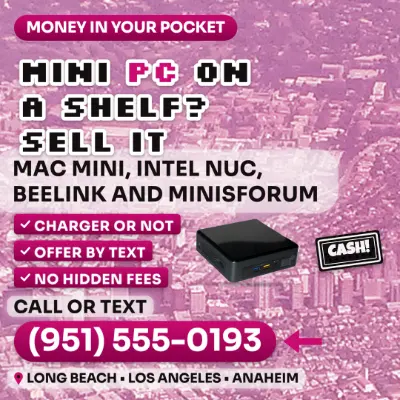 MONEY IN YOUR POCKET
MINI PC ON
A SHELF?
SELL IT
MAC MINI, INTEL NUC,
BEELINK AND MINISFORUM
CHARGER OR NOT
OFFER BY TEXT
NO HIDDEN FEES
CASH!
CALL OR TEXT
(951) 555-0193
LONG BEACH • LOS ANGELES • ANAHEIM